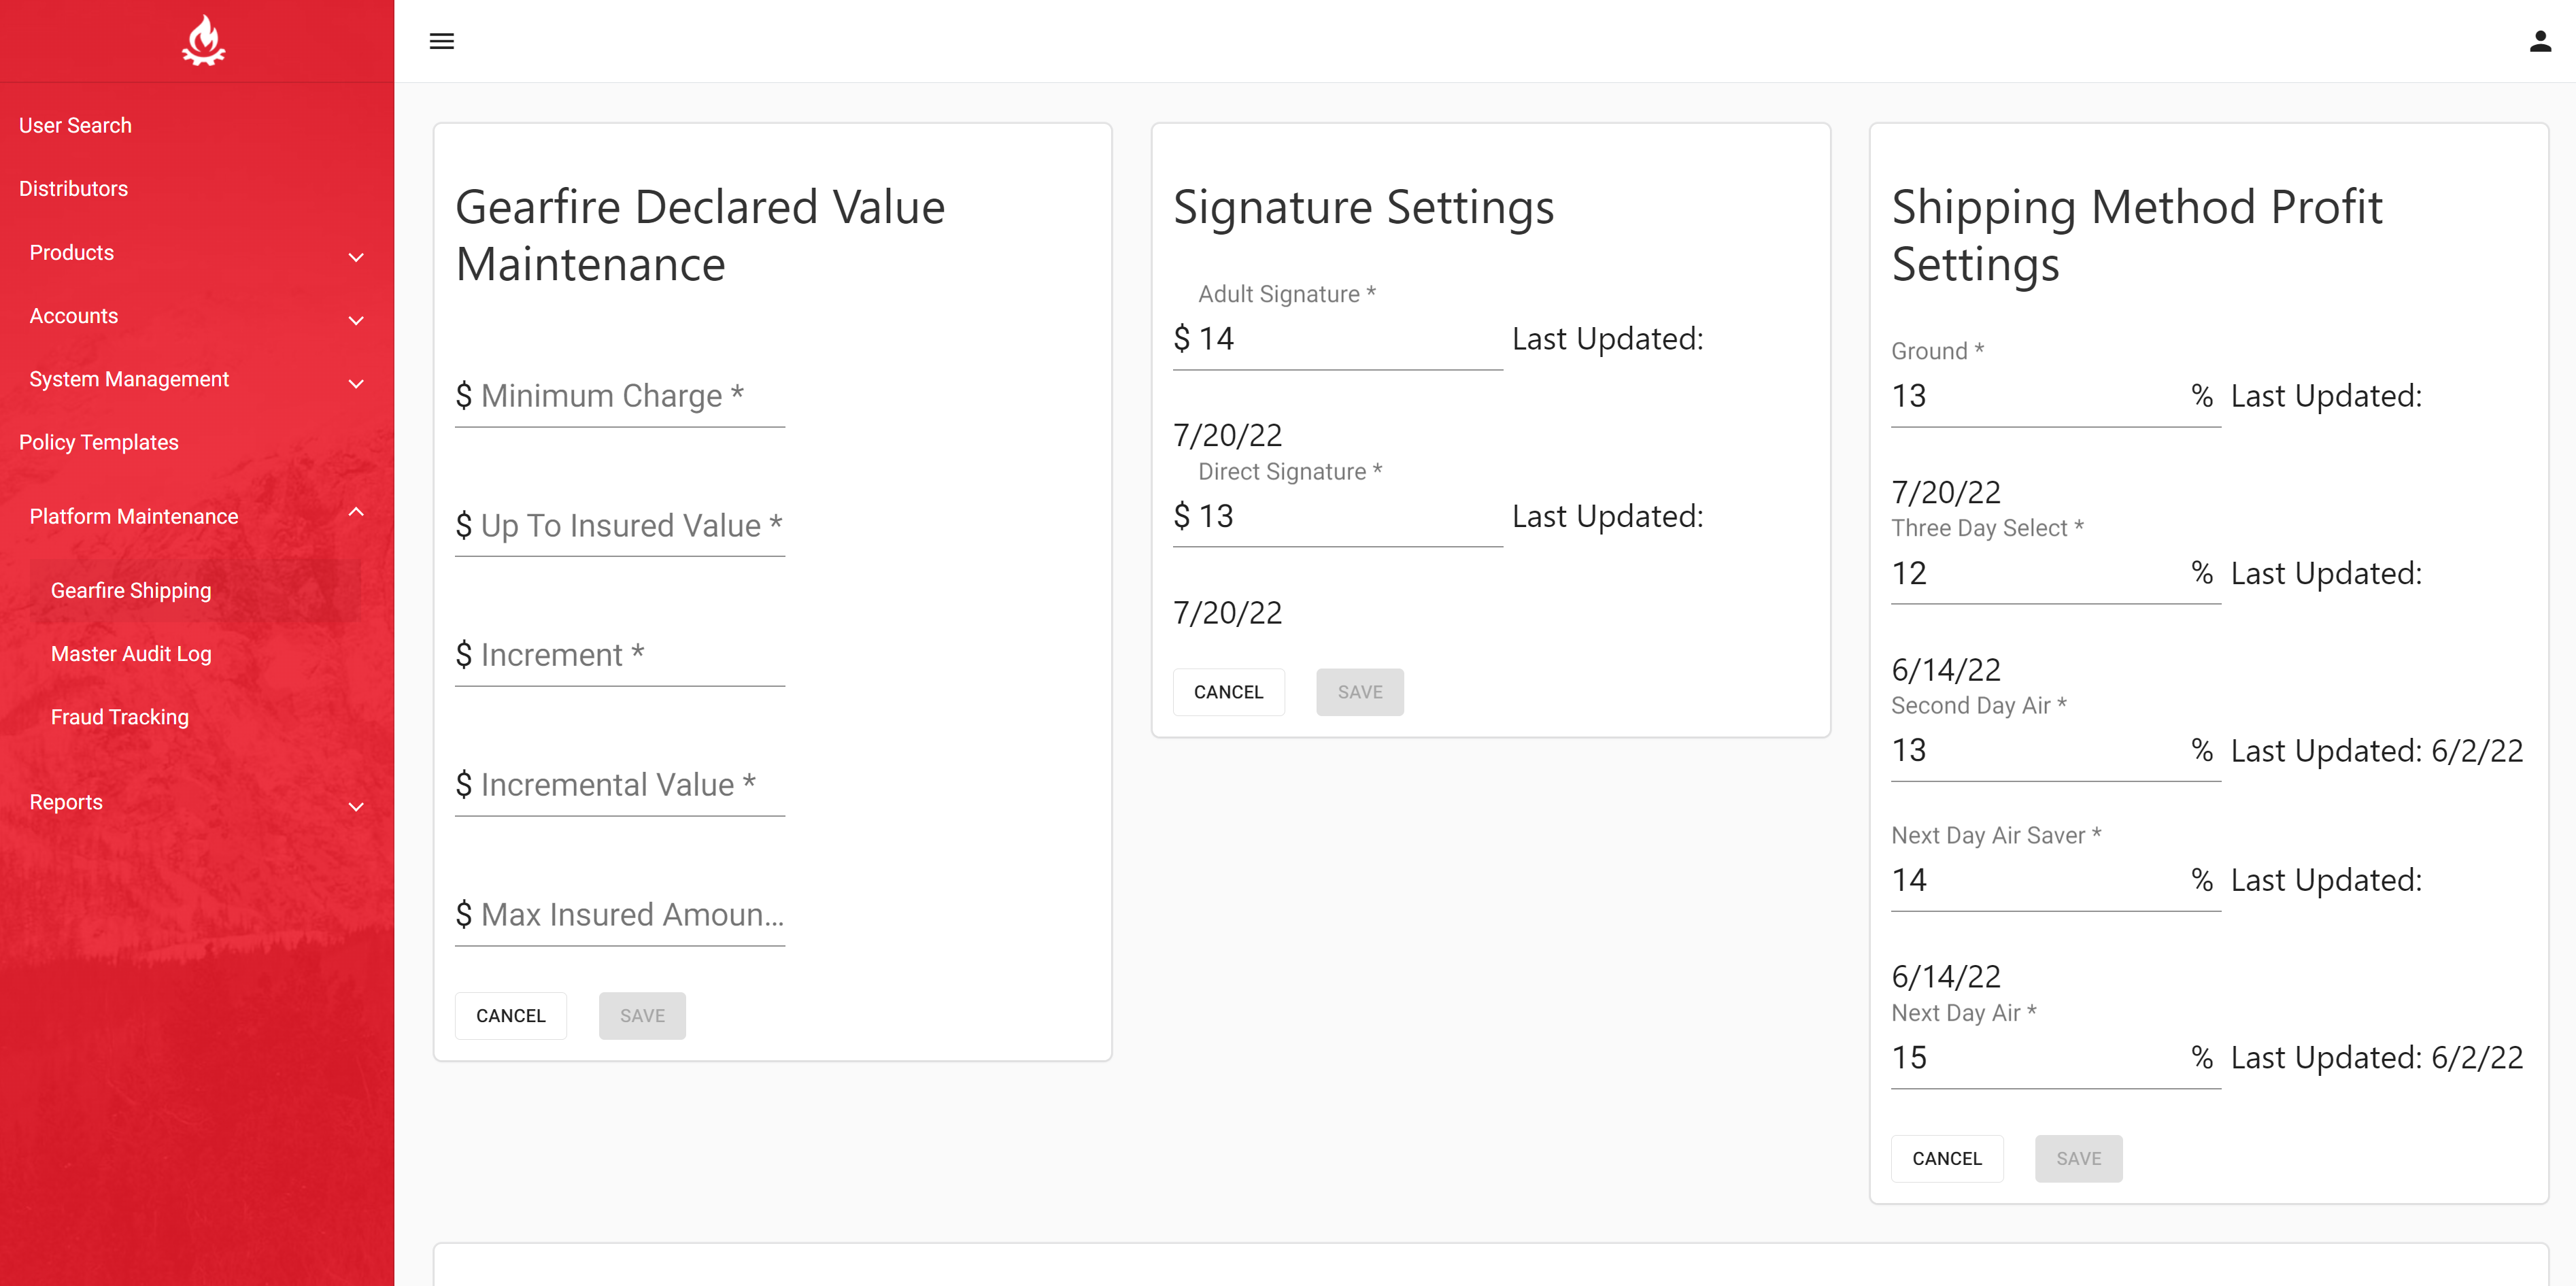 User Search
Distributors
Products
Accounts
System Management
Policy Templates
Platform Maintenance
Gearfire Shipping
Master Audit Log
Fraud Tracking
Reports
Gearfire Declared Value
Maintenance
$ Minimum Charge *
$ Up To Insured Value *
$ Increment *
$ Incremental Value *
$ Max Insured Amoun...
CANCEL SAVE
Signature Settings
Adult Signature *
$ 14 Last Updated:
7/20/22
Direct Signature *
$ 13 Last Updated:
7/20/22
CANCEL SAVE
Shipping Method Profit
Settings
Ground *
13 % Last Updated:
7/20/22
Three Day Select *
12 % Last Updated:
6/14/22
Second Day Air *
13 % Last Updated: 6/2/22
Next Day Air Saver *
14 % Last Updated:
6/14/22
Next Day Air *
15 % Last Updated: 6/2/22
CANCEL SAVE